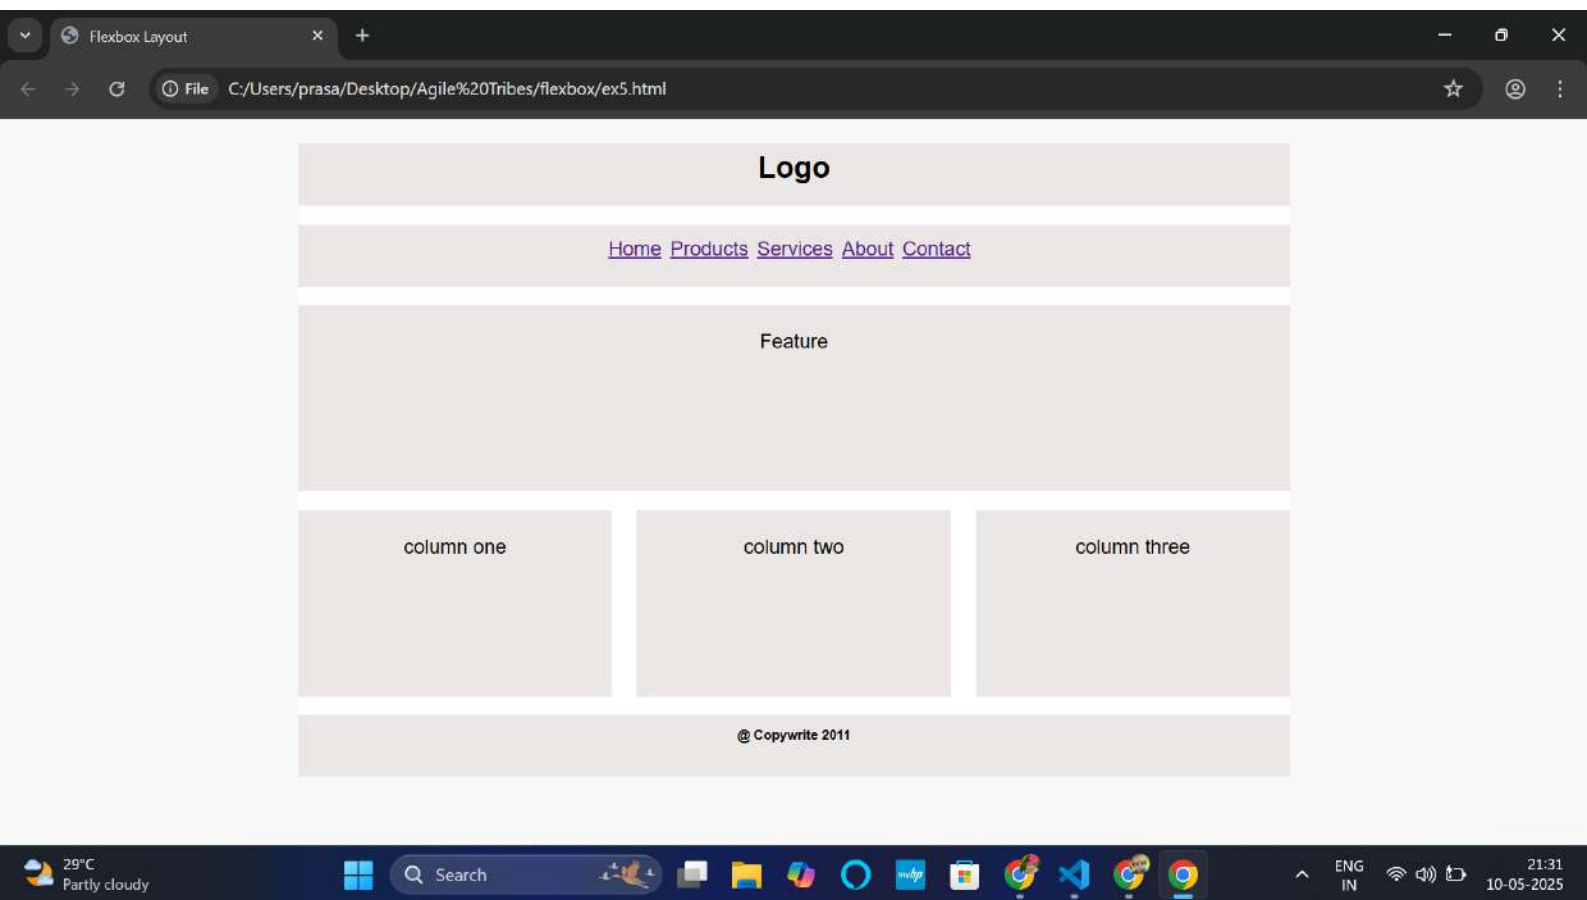 Flexbox Layout
File C:/Users/prasa/Desktop/Agile%20Tribes/flexbox/ex5.html
Logo
Home Products Services About Contact
Feature
column one column two column three
@ Copywrite 2011
29°C
Partly cloudy
Search
mvhp
ENG
IN
21:31
10-05-2025